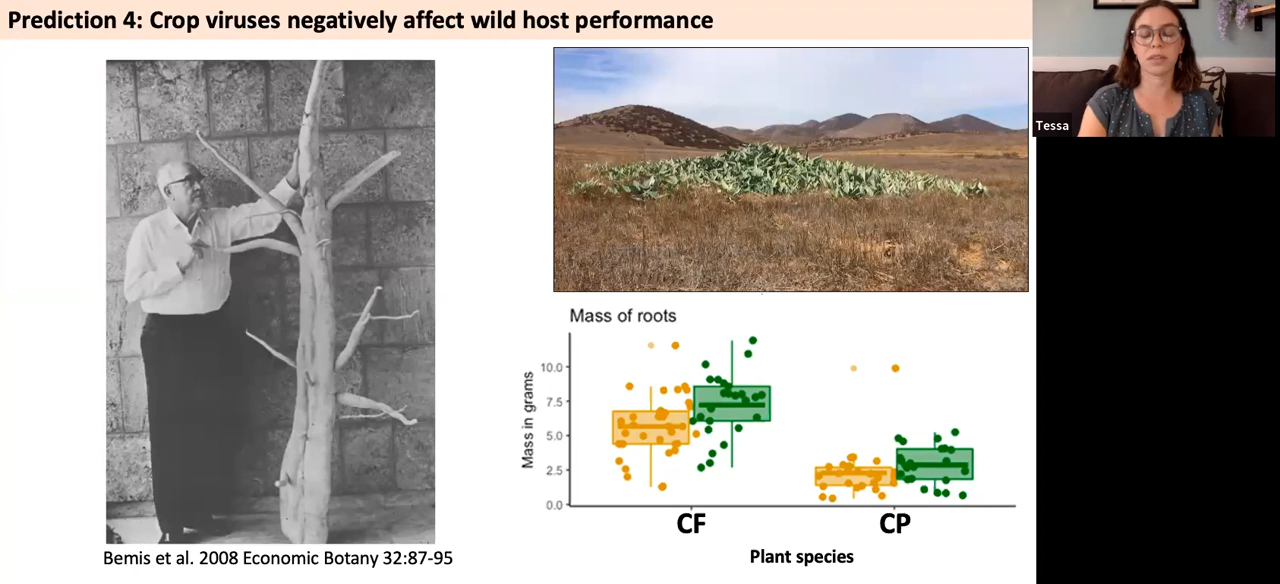 Prediction 4: Crop viruses negatively affect wild host performance
Tessa
Mass of roots
Mass in grams
10.0
7.5
5.0
2.5
0.0
CF
CP
Plant species
Bemis et al. 2008 Economic Botany 32:87-95